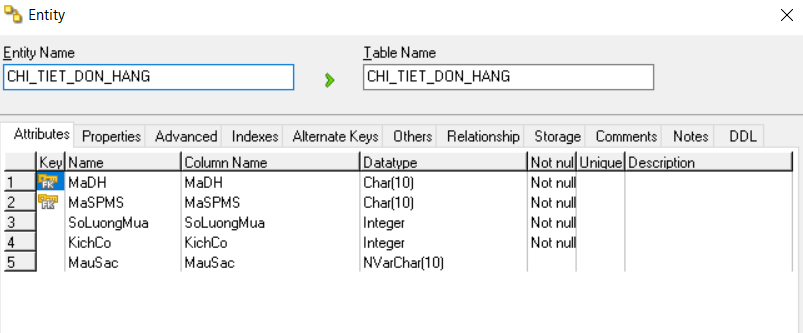 Entity
Entity Name Table Name
CHI_TIET_DON_HANG CHI_TIET_DON_HANG
Attributes Properties Advanced Indexes Alternate Keys Others Relationship Storage Comments Notes DDL
Key Name Column Name Datatype Not nul Unique Description
1 FK MaDH MaDH Char(10) Not null
2 FK MaSPMS MaSPMS Char(10) Not null
3 SoLuongMua SoLuongMua Integer Not null
4 KichCo KichCo Integer Not null
5 MauSac MauSac NVarChar(10)